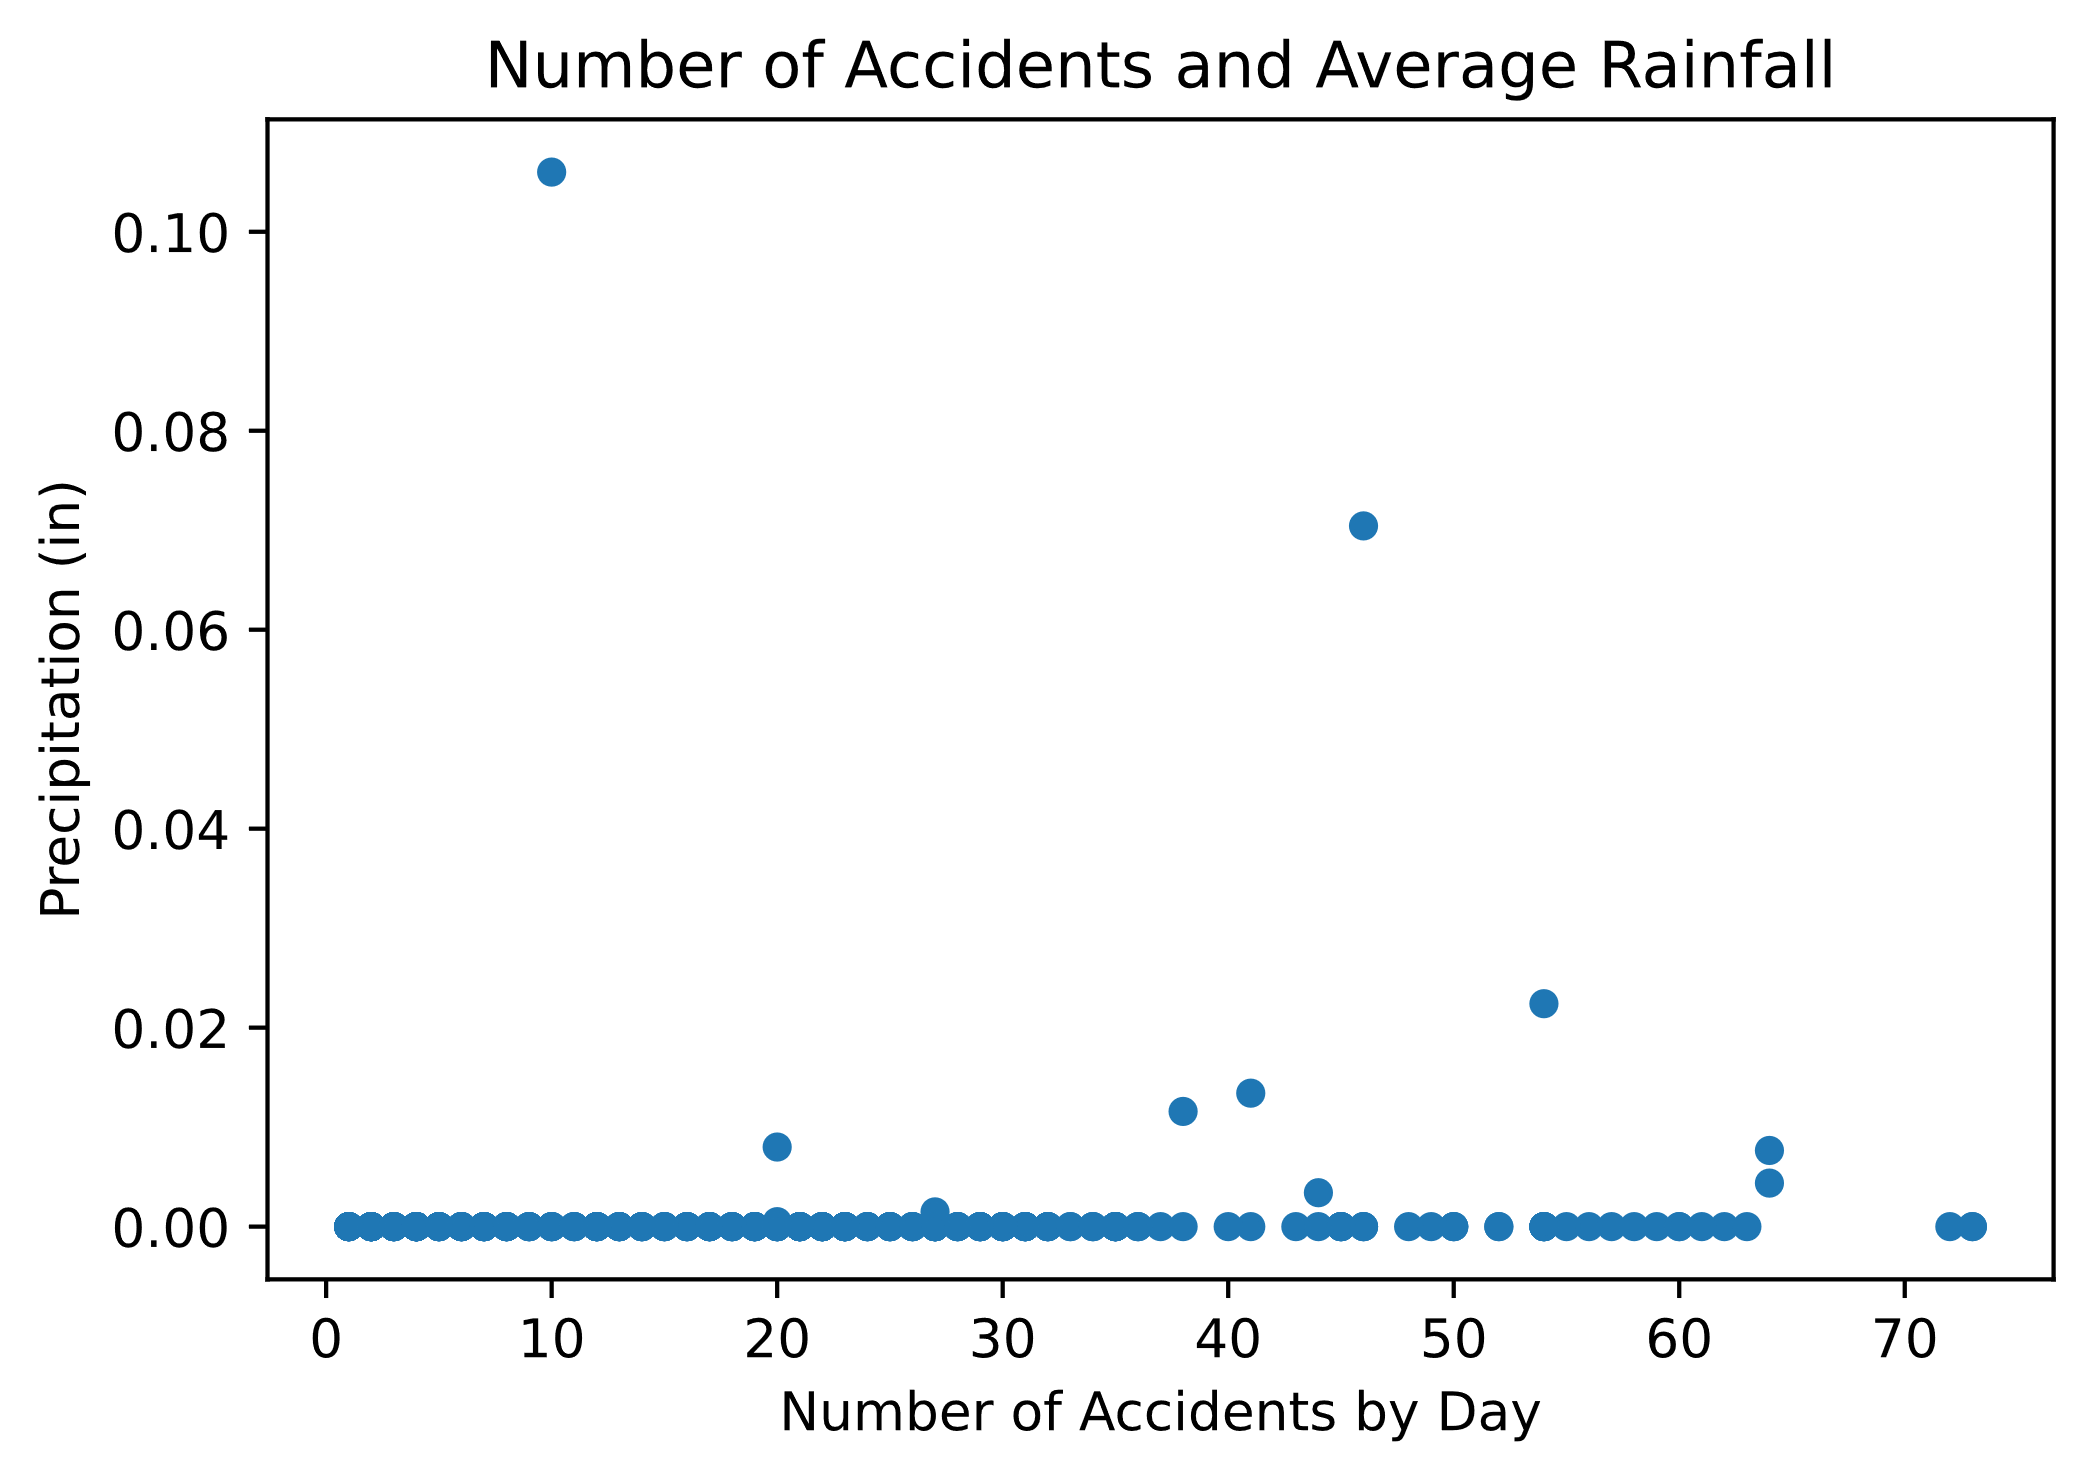 Number of Accidents and Average Rainfall
Precipitation (in)
0.10
0.08
0.06
0.04
0.02
0.00
0 10 20 30 40 50 60 70
Number of Accidents by Day